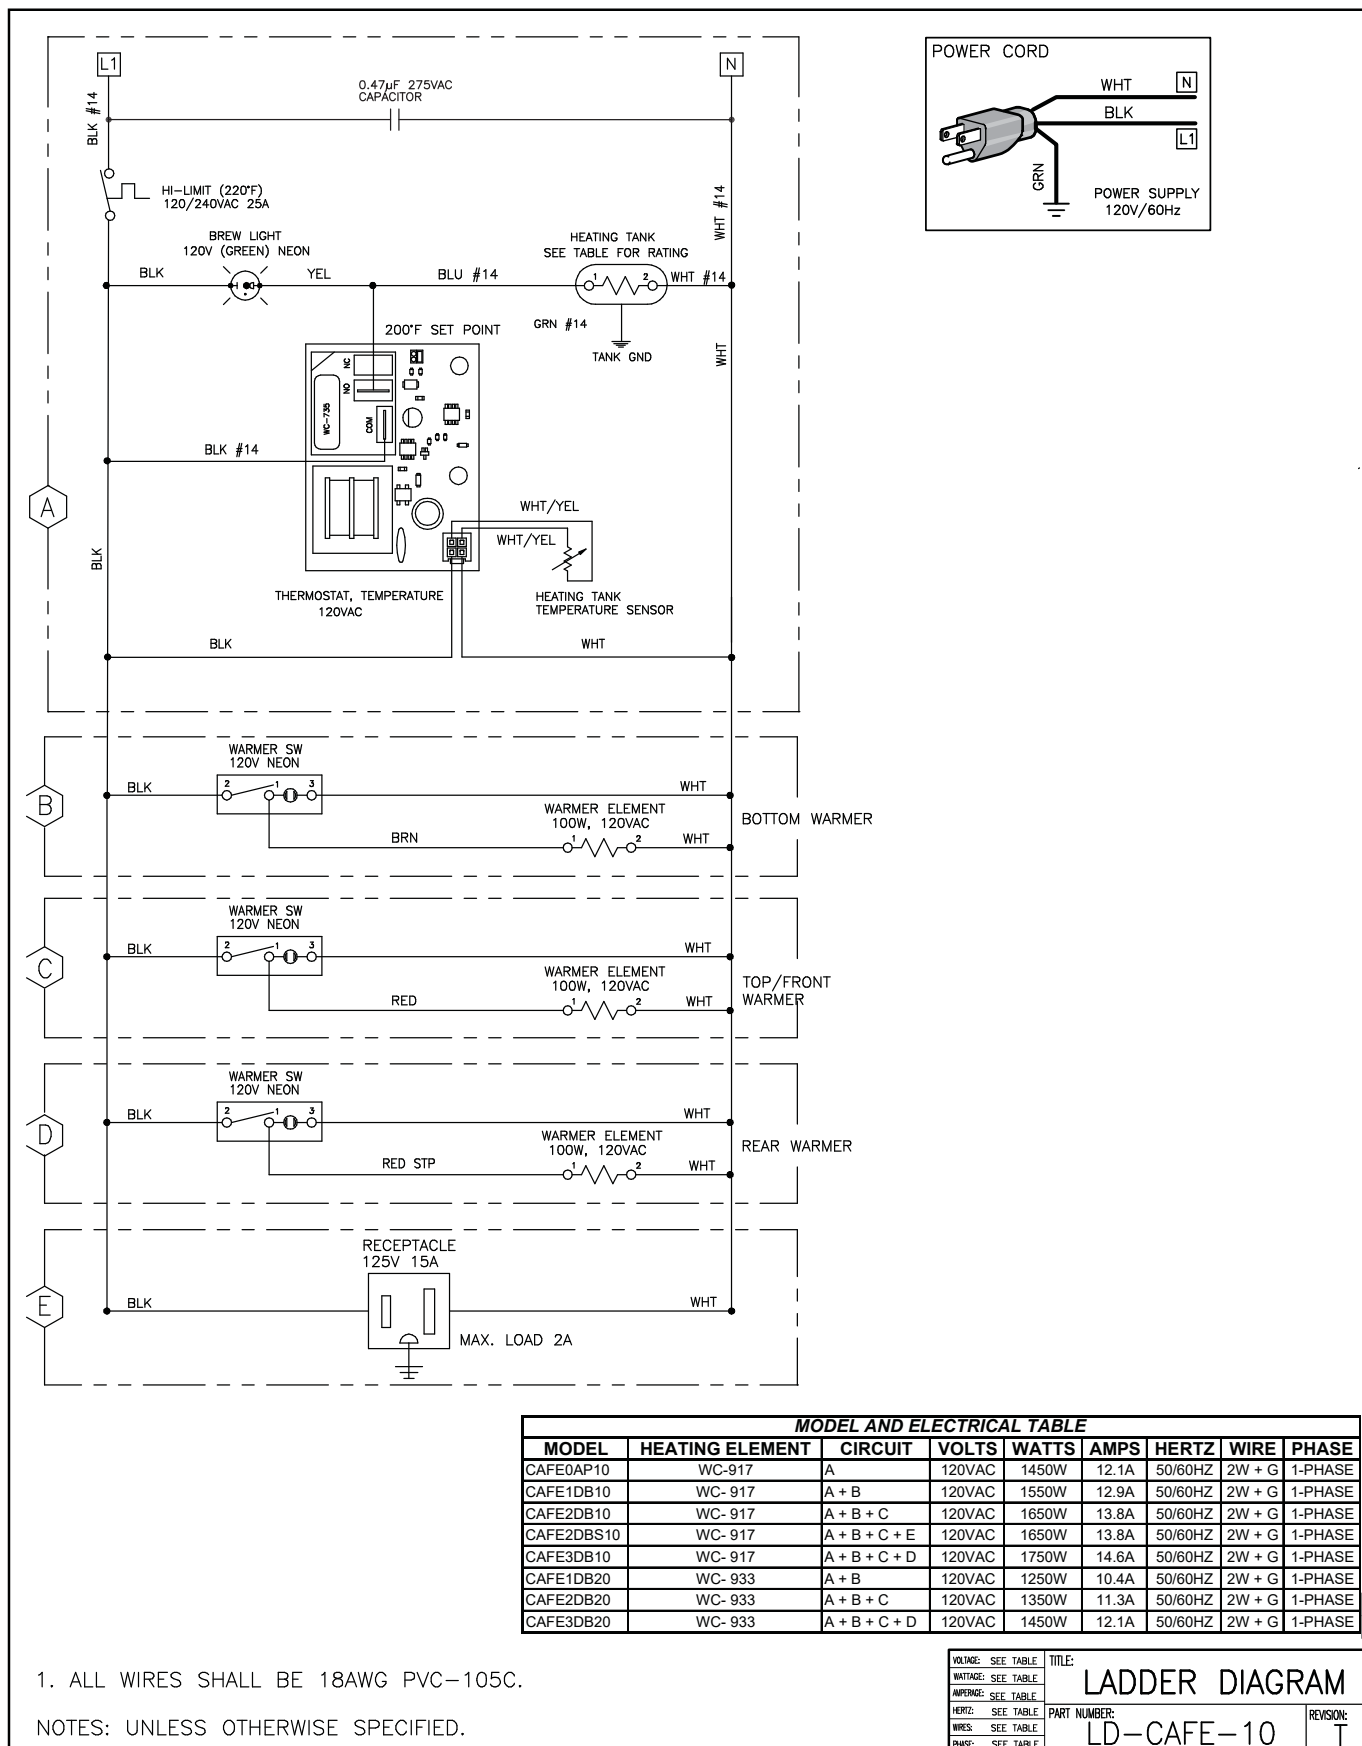 L1
N
BLK #14
0.47µF 275VAC
CAPACITOR
HI-LIMIT (220°F)
120/240VAC 25A
WHT #14
BREW LIGHT
120V (GREEN) NEON
HEATING TANK
SEE TABLE FOR RATING
BLK
YEL
BLU #14
1
2
WHT #14
GRN #14
TANK GND
WHT
200°F SET POINT
NC
NO
WC-735
COM
BLK #14
A
BLK
WHT/YEL
WHT/YEL
THERMOSTAT, TEMPERATURE
120VAC
HEATING TANK
TEMPERATURE SENSOR
BLK
WHT
POWER CORD
WHT
N
BLK
L1
GRN
POWER SUPPLY
120V/60Hz
B
WARMER SW
120V NEON
BLK
2 1 3
WHT
WARMER ELEMENT
100W, 120VAC
BRN
1 2
WHT
BOTTOM WARMER
C
WARMER SW
120V NEON
BLK
2 1 3
WHT
WARMER ELEMENT
100W, 120VAC
RED
1 2
WHT
TOP/FRONT
WARMER
D
WARMER SW
120V NEON
BLK
2 1 3
WHT
WARMER ELEMENT
100W, 120VAC
RED STP
1 2
WHT
REAR WARMER
E
RECEPTACLE
125V 15A
BLK
WHT
MAX. LOAD 2A
MODEL AND ELECTRICAL TABLE
MODEL HEATING ELEMENT CIRCUIT VOLTS WATTS AMPS HERTZ WIRE PHASE
CAFE0AP10 WC-917 A 120VAC 1450W 12.1A 50/60HZ 2W + G 1-PHASE
CAFE1DB10 WC- 917 A + B 120VAC 1550W 12.9A 50/60HZ 2W + G 1-PHASE
CAFE2DB10 WC- 917 A + B + C 120VAC 1650W 13.8A 50/60HZ 2W + G 1-PHASE
CAFE2DBS10 WC- 917 A + B + C + E 120VAC 1650W 13.8A 50/60HZ 2W + G 1-PHASE
CAFE3DB10 WC- 917 A + B + C + D 120VAC 1750W 14.6A 50/60HZ 2W + G 1-PHASE
CAFE1DB20 WC- 933 A + B 120VAC 1250W 10.4A 50/60HZ 2W + G 1-PHASE
CAFE2DB20 WC- 933 A + B + C 120VAC 1350W 11.3A 50/60HZ 2W + G 1-PHASE
CAFE3DB20 WC- 933 A + B + C + D 120VAC 1450W 12.1A 50/60HZ 2W + G 1-PHASE
1. ALL WIRES SHALL BE 18AWG PVC-105C.
NOTES: UNLESS OTHERWISE SPECIFIED.
VOLTAGE: SEE TABLE
WATTAGE: SEE TABLE
AMPERAGE: SEE TABLE
HERTZ: SEE TABLE
WIRES: SEE TABLE
PHASE: SEE TABLE
TITLE:
LADDER DIAGRAM
PART NUMBER:
LD-CAFE-10
REVISION:
T